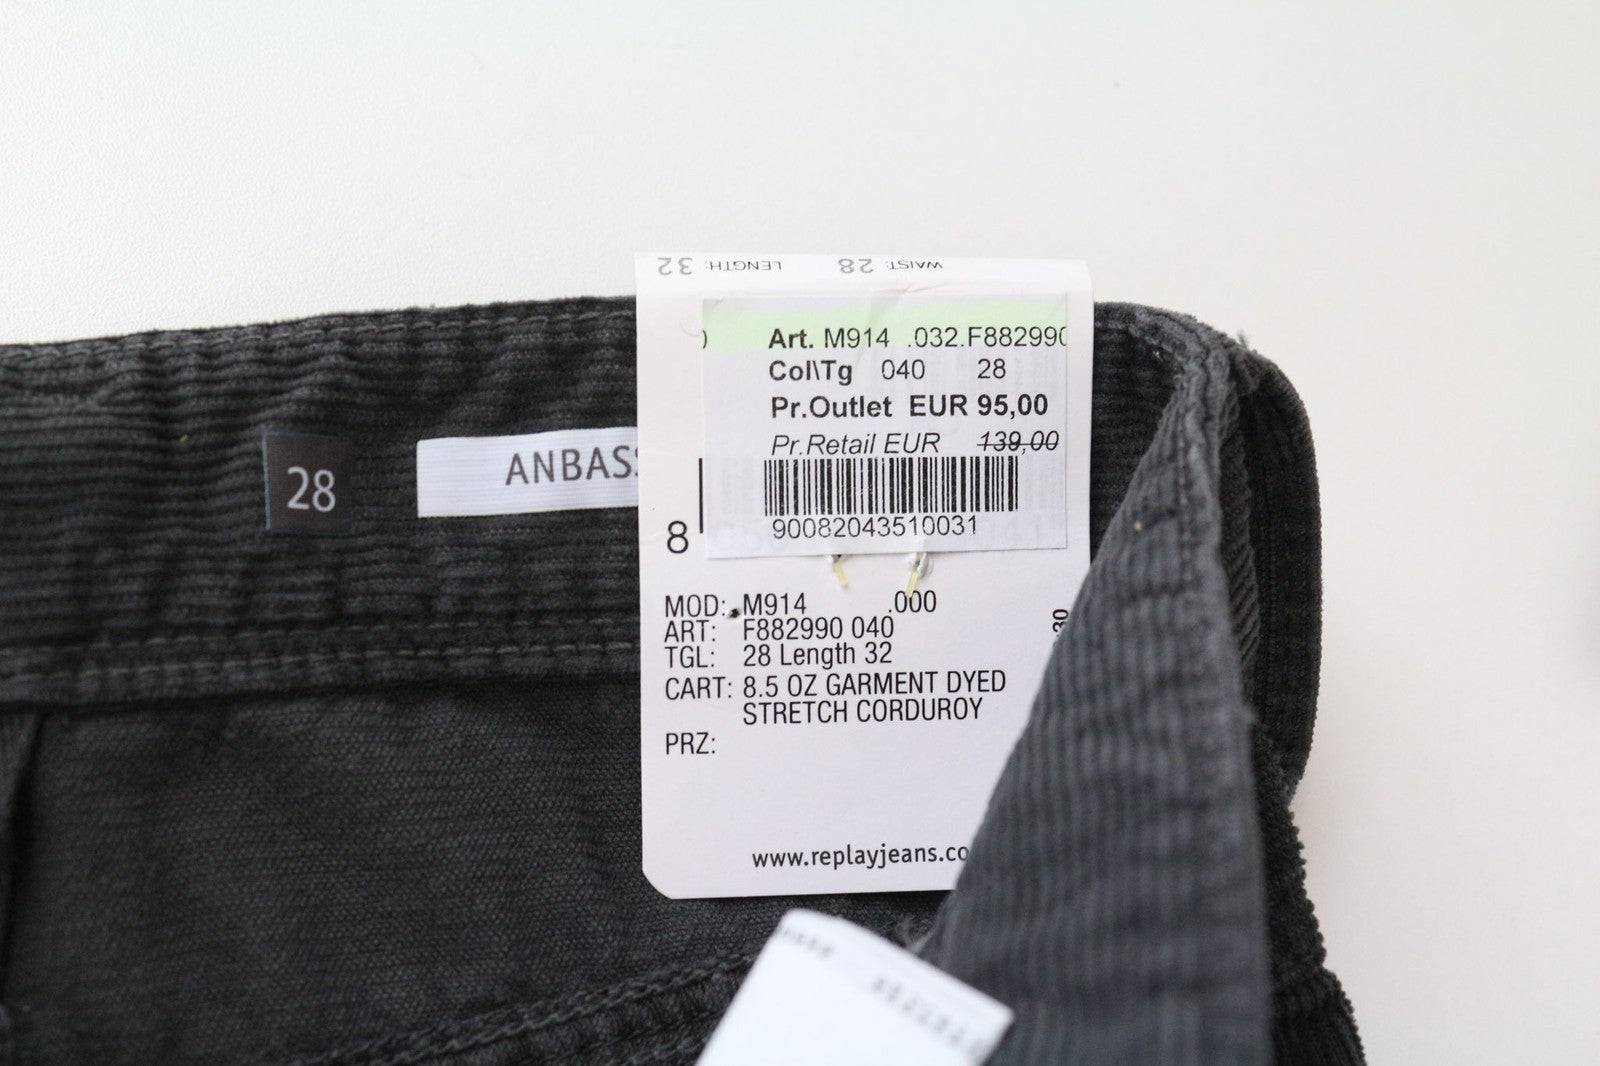 LENGTH: 32 WAIST: 28
Art. M914 .032.F882990
Col\Tg 040 28
Pr.Outlet EUR 95,00
Pr.Retail EUR 139,00
90082043510031
28
ANBAS
8
MOD: M914 .000
ART: F882990 040
TGL: 28 Length 32
CART: 8.5 OZ GARMENT DYED
STRETCH CORDUROY
PRZ:
30
www.replayjeans.co